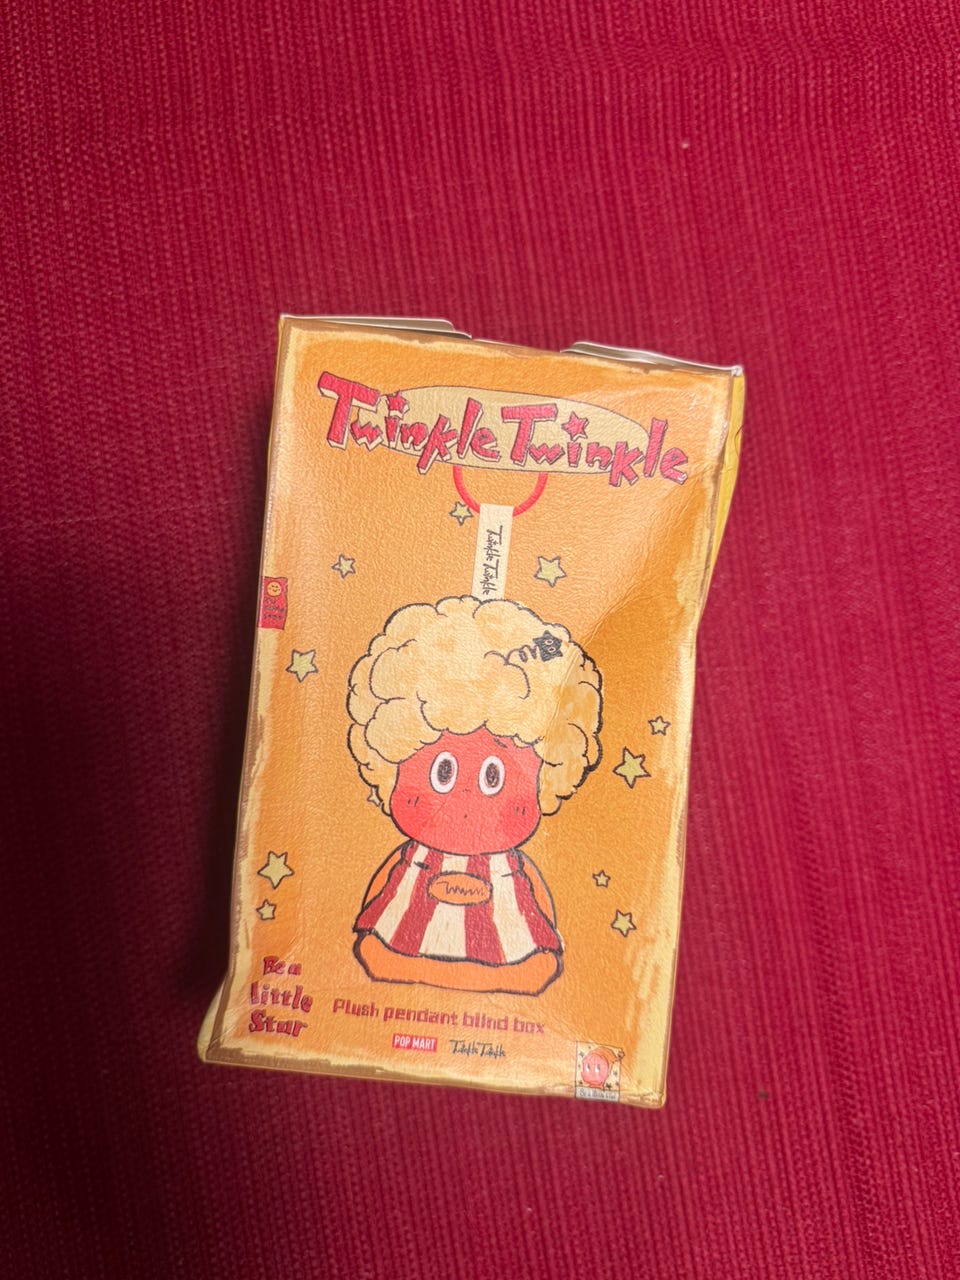 Twinkle Twinkle
Twinkle Twinkle
Be a
little
Star
Plush pendant blind box
POP MART
Twinkle Twinkle